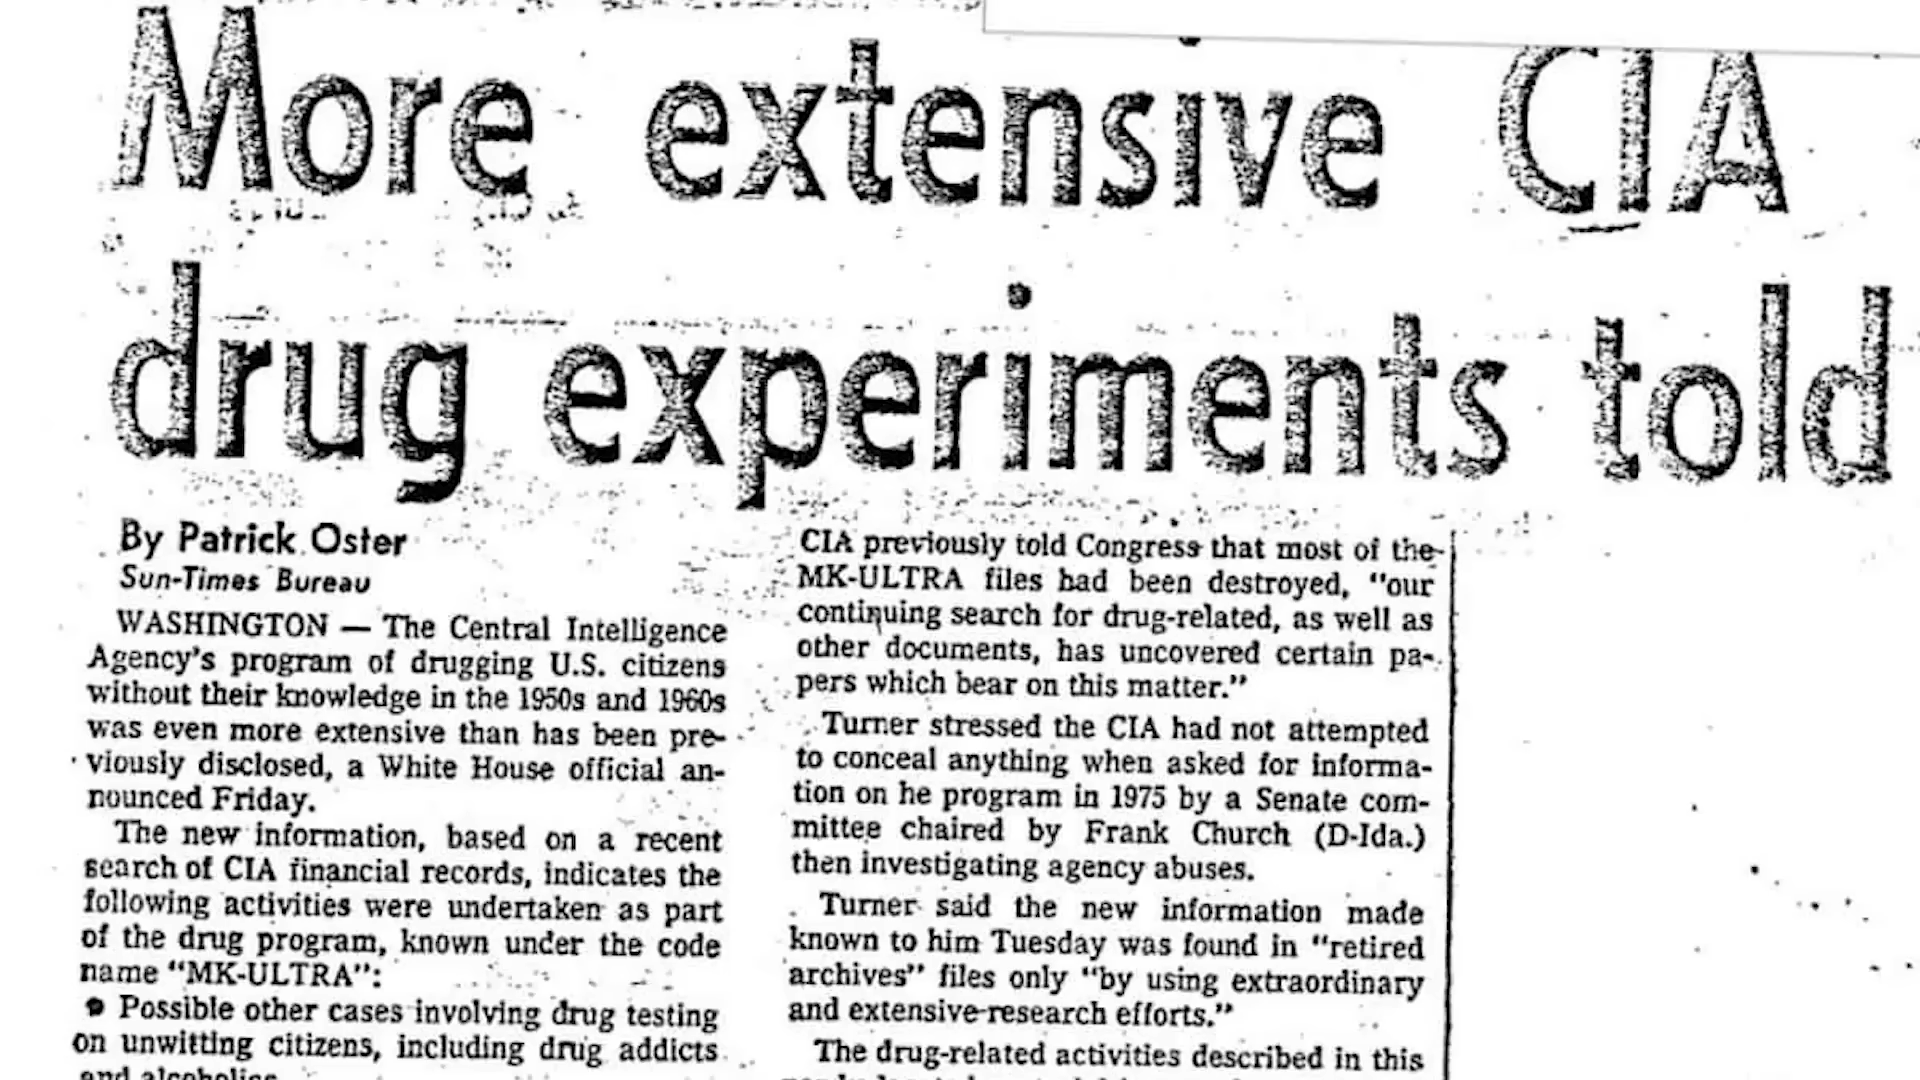 More extensive CIA
drug experiments told
By Patrick Oster
Sun-Times Bureau
WASHINGTON — The Central Intelligence
Agency's program of drugging U.S. citizens
without their knowledge in the 1950s and 1960s
was even more extensive than has been pre-
viously disclosed, a White House official an-
nounced Friday.
The new information, based on a recent
search of CIA financial records, indicates the
following activities were undertaken as part
of the drug program, known under the code
name "MK-ULTRA":
● Possible other cases involving drug testing
on unwitting citizens, including drug addicts
and alcoholics
CIA previously told Congress that most of the
MK-ULTRA files had been destroyed, "our
continuing search for drug-related, as well as
other documents, has uncovered certain pa-
pers which bear on this matter."
Turner stressed the CIA had not attempted
to conceal anything when asked for informa-
tion on he program in 1975 by a Senate com-
mittee chaired by Frank Church (D-Ida.)
then investigating agency abuses.
Turner said the new information made
known to him Tuesday was found in "retired
archives" files only "by using extraordinary
and extensive research efforts."
The drug-related activities described in this